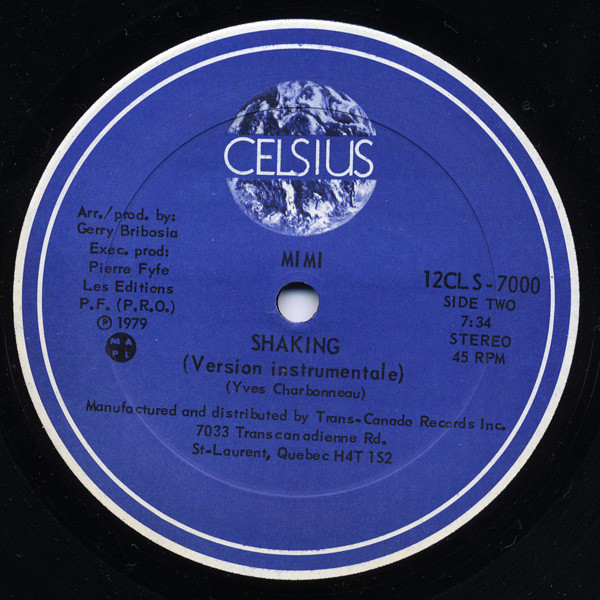 CELSIUS
Arr./prod. by:
Gerry Bribosia
Exec. prod:
Pierre Fyfe
Les Editions
P.F. (P.R.O.)
℗ 1979
M A
P L
MIMI
12CLS-7000
SIDE TWO
7:34
STEREO
45 RPM
SHAKING
(Version instrumentale)
(Yves Charbonneau)
Manufactured and distributed by Trans-Canada Records Inc.
7033 Transcanadienne Rd.
St-Laurent, Quebec H4T 1S2